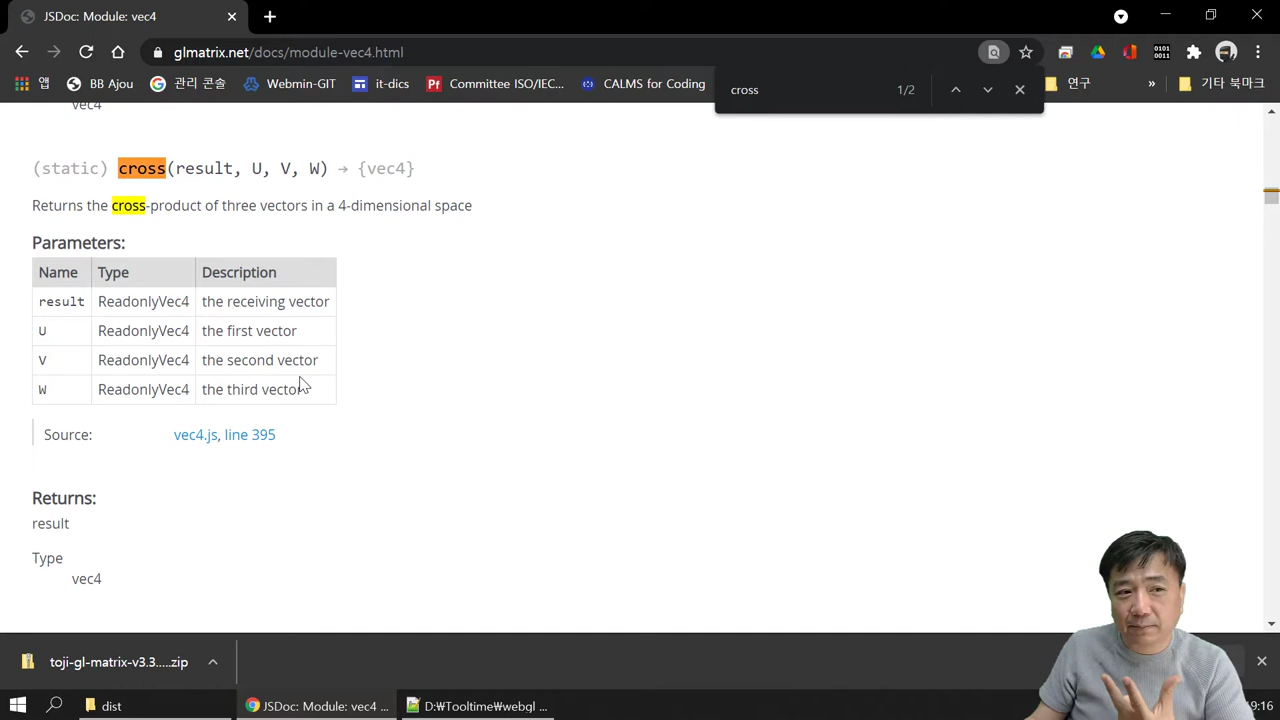 JSDoc: Module: vec4
glmatrix.net/docs/module-vec4.html
앱 BB Ajou 관리 콘솔 Webmin-GIT it-dics Committee ISO/IEC... CALMS for Coding 연구 » 기타 북마크
cross 1/2
vec4
(static) cross(result, U, V, W) → {vec4}
Returns the cross-product of three vectors in a 4-dimensional space
Parameters:
Name Type Description
result ReadonlyVec4 the receiving vector
U ReadonlyVec4 the first vector
V ReadonlyVec4 the second vector
W ReadonlyVec4 the third vector
Source: vec4.js, line 395
Returns:
result
Type
vec4
toji-gl-matrix-v3.3.....zip
dist JSDoc: Module: vec4 ... D:₩Tooltime₩webgl ...